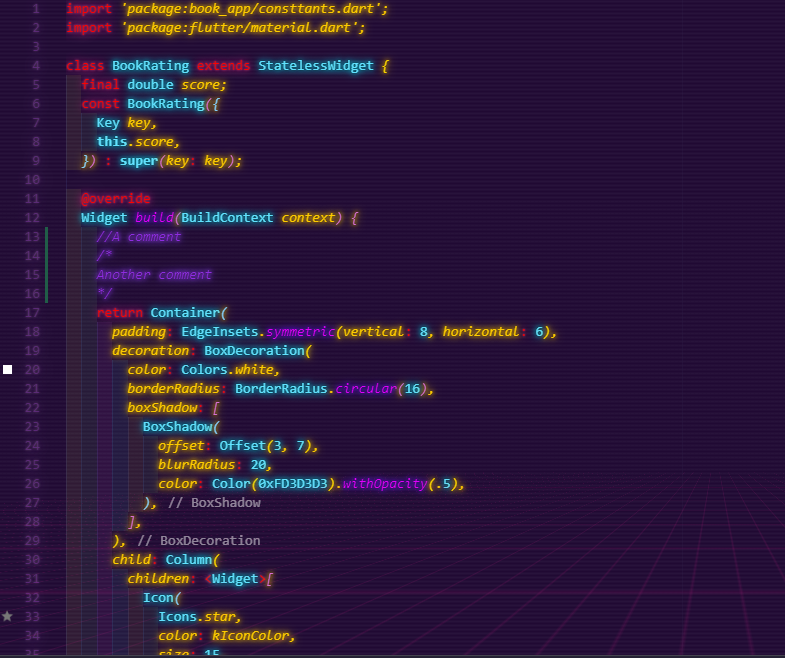 1 import 'package:book_app/consttants.dart';
2 import 'package:flutter/material.dart';
3
4 class BookRating extends StatelessWidget {
5 final double score;
6 const BookRating({
7 Key key,
8 this.score,
9 }) : super(key: key);
10
11 @override
12 Widget build(BuildContext context) {
13 //A comment
14 /*
15 Another comment
16 */
17 return Container(
18 padding: EdgeInsets.symmetric(vertical: 8, horizontal: 6),
19 decoration: BoxDecoration(
20 color: Colors.white,
21 borderRadius: BorderRadius.circular(16),
22 boxShadow: [
23 BoxShadow(
24 offset: Offset(3, 7),
25 blurRadius: 20,
26 color: Color(0xFD3D3D3).withOpacity(.5),
27 ), // BoxShadow
28 ],
29 ), // BoxDecoration
30 child: Column(
31 children: <Widget>[
32 Icon(
33 Icons.star,
34 color: kIconColor,
35 size: 15,